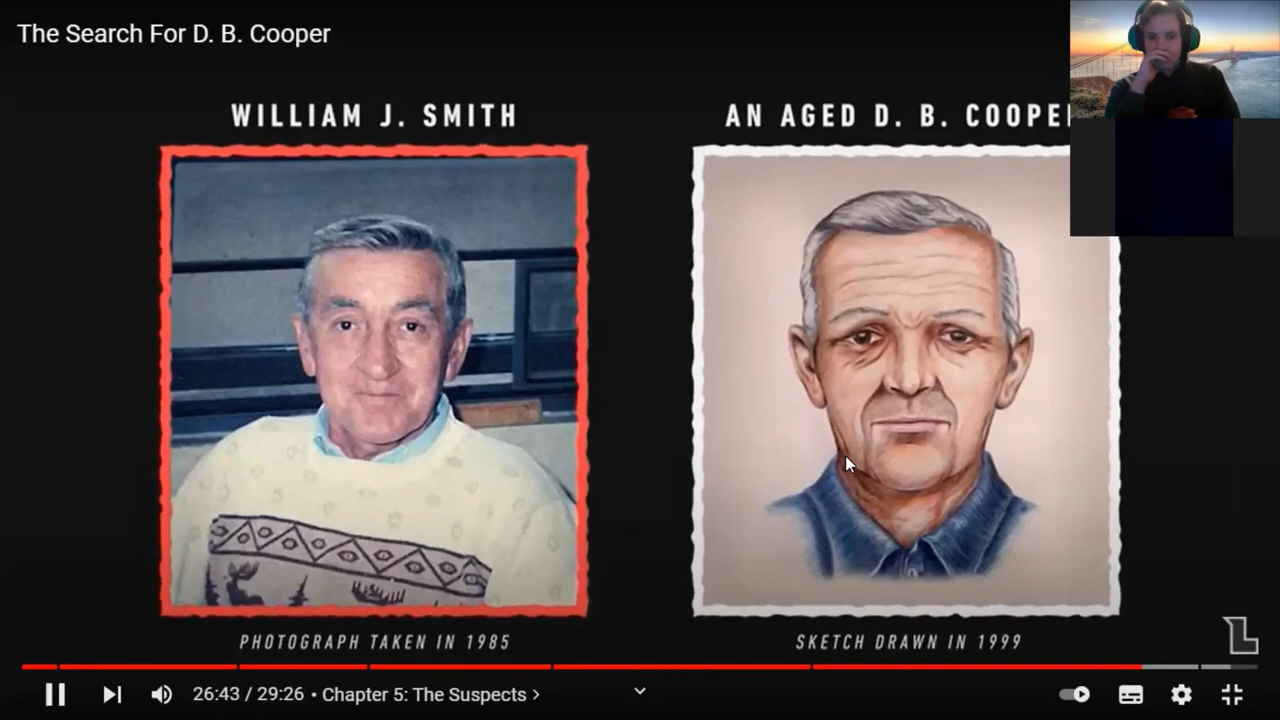 The Search For D. B. Cooper
WILLIAM J. SMITH
AN AGED D. B. COOPE
PHOTOGRAPH TAKEN IN 1985
SKETCH DRAWN IN 1999
26:43 / 29:26 • Chapter 5: The Suspects >